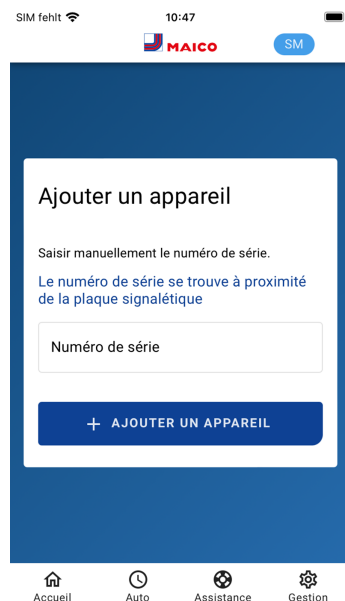 SIM fehlt 10:47
MAICO SM
Ajouter un appareil
Saisir manuellement le numéro de série.
Le numéro de série se trouve à proximité
de la plaque signalétique
Numéro de série
+ AJOUTER UN APPAREIL
Accueil Auto Assistance Gestion